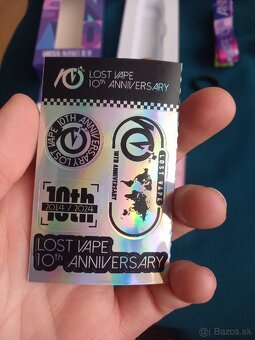 LOST VAPE
10th ANNIVERSARY
LOST VAPE 10TH ANNIVERSARY
10TH ANNIVERSARY
LOST VAPE
10th
2014 / 2024
LOST VAPE
10th ANNIVERSARY
© Bazos.sk